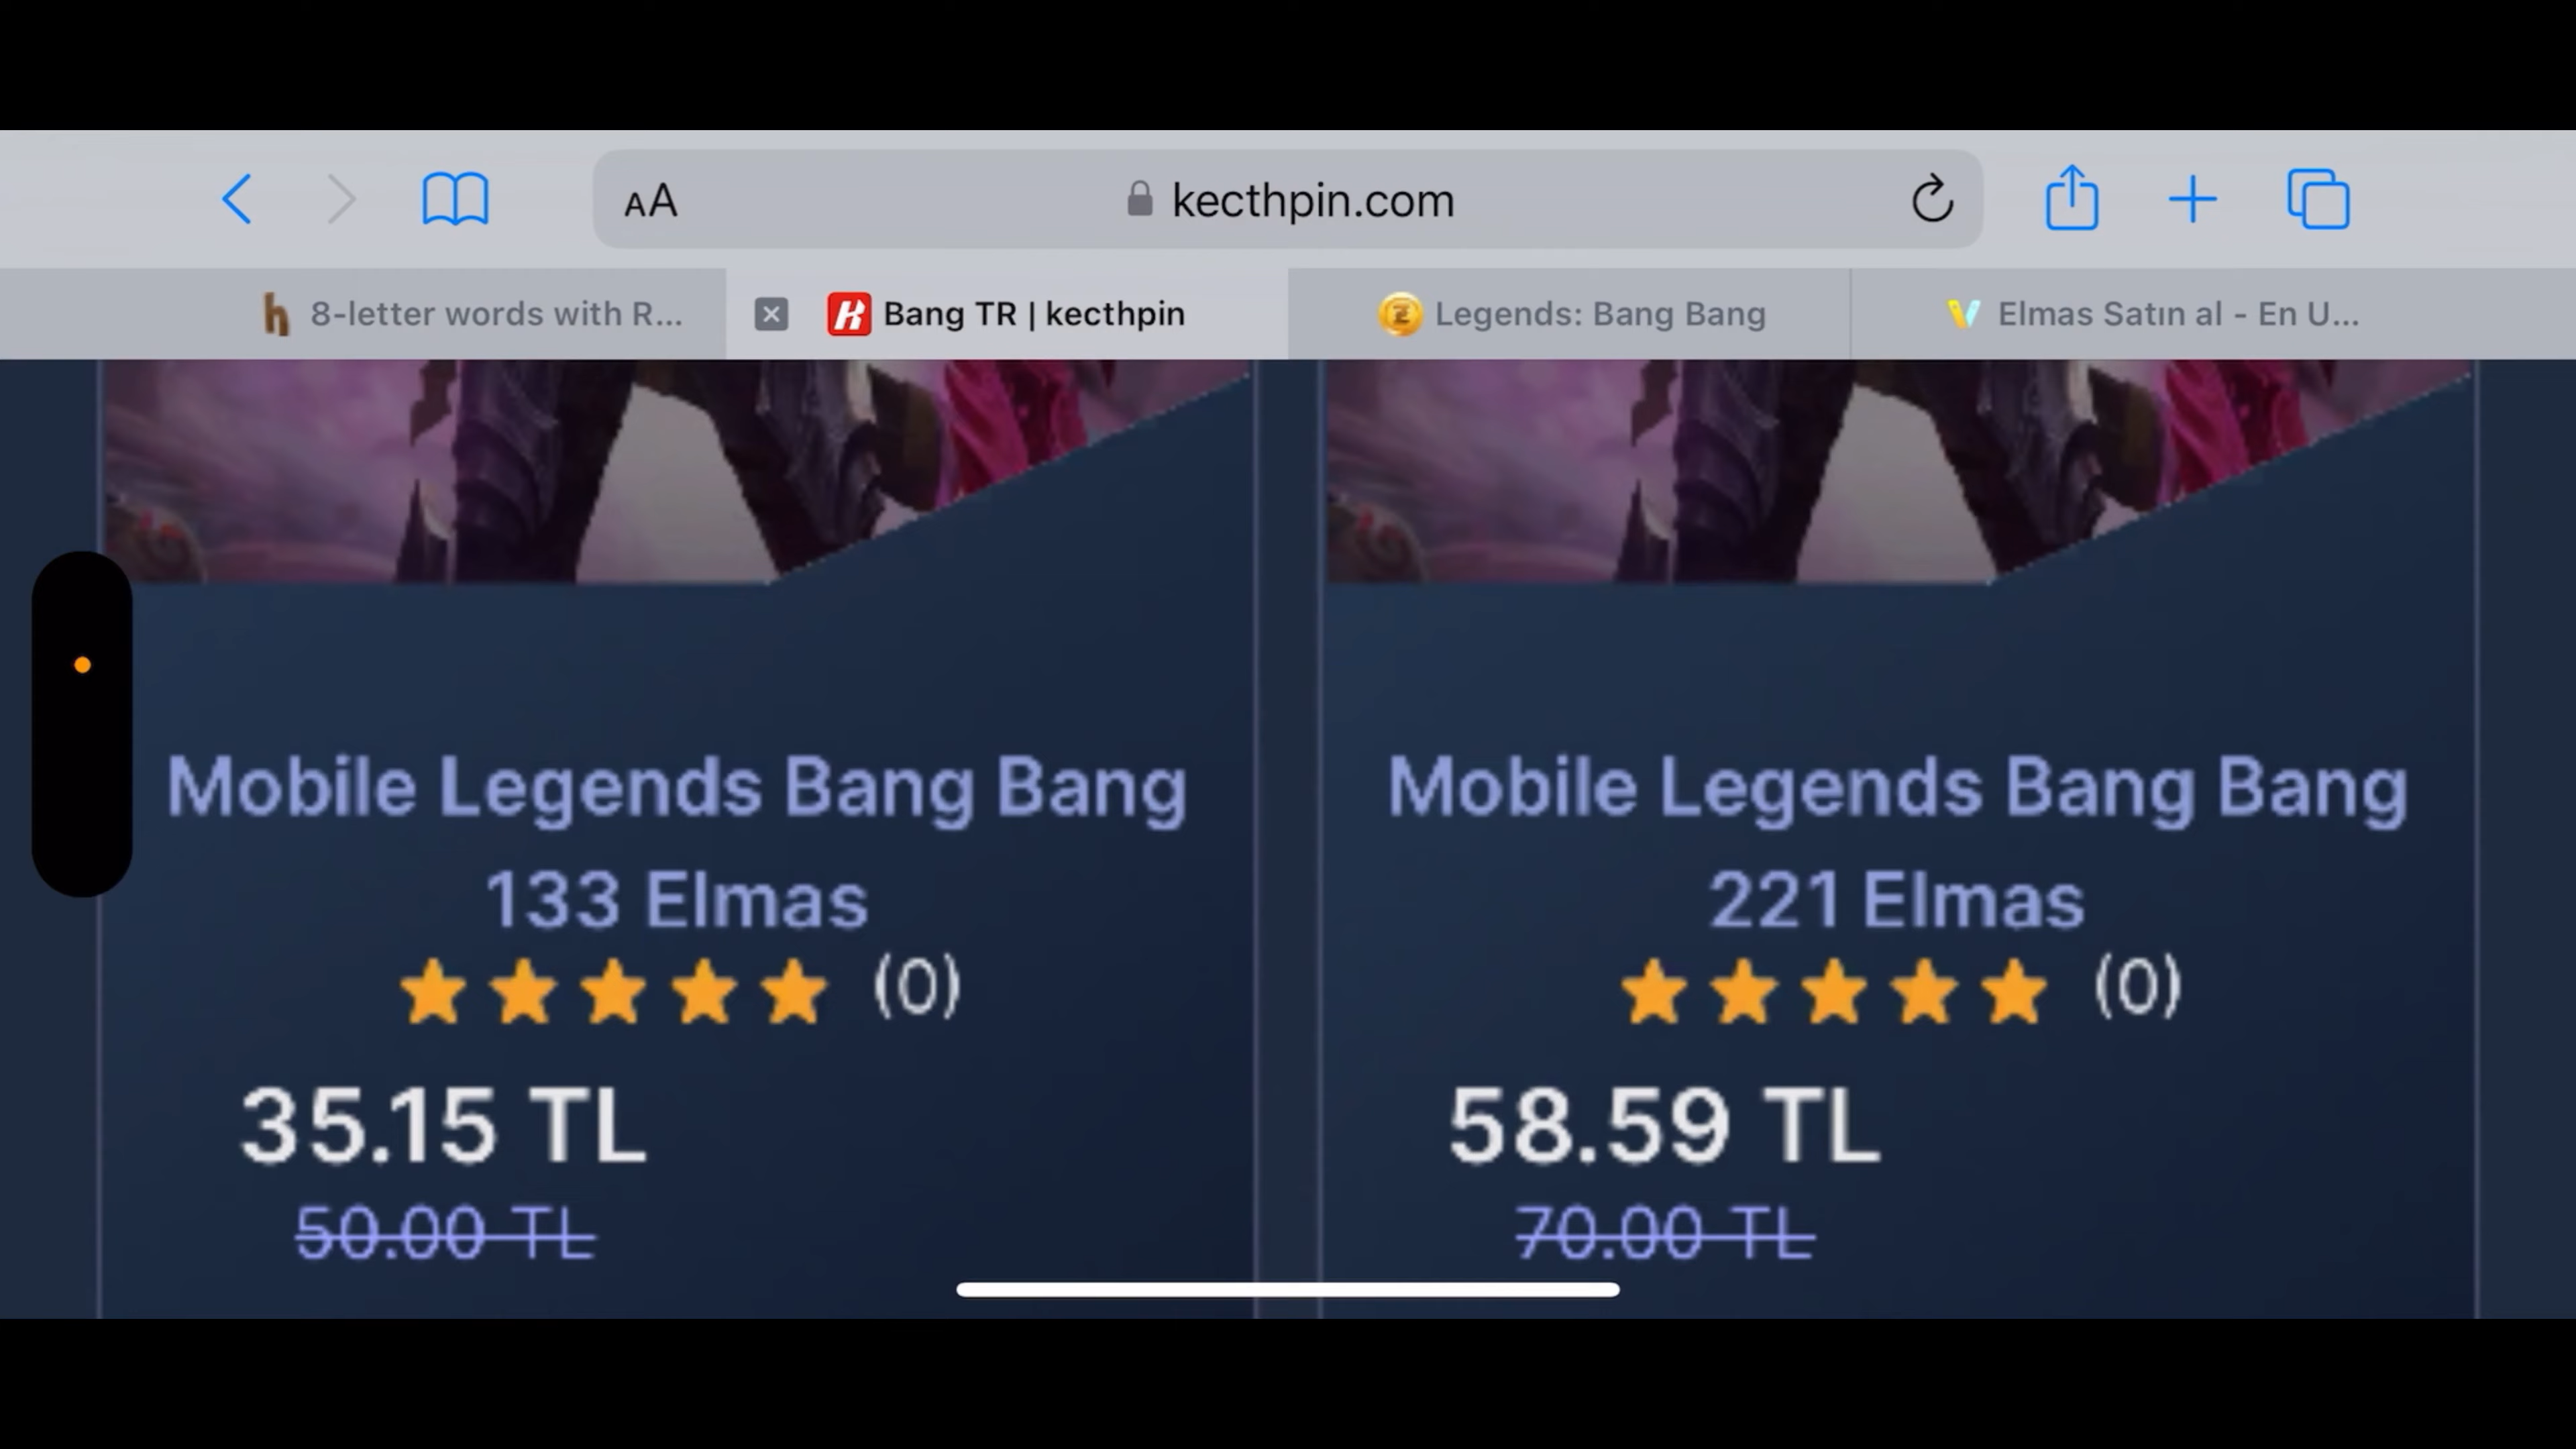 AA
kecthpin.com
8-letter words with R...
Bang TR | kecthpin
Legends: Bang Bang
Elmas Satın al - En U...
Mobile Legends Bang Bang
133 Elmas
(0)
35.15 TL
50.00 TL
Mobile Legends Bang Bang
221 Elmas
(0)
58.59 TL
70.00 TL